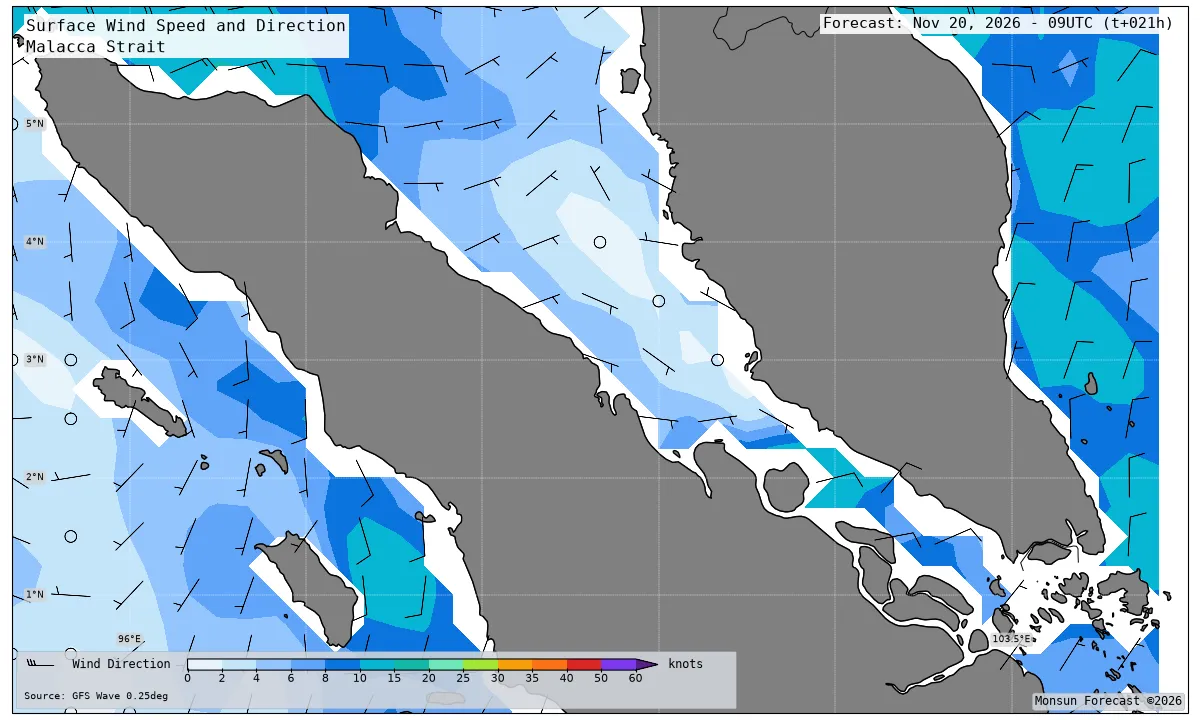 Surface Wind Speed and Direction
Malacca Strait
Forecast: Nov 20, 2026 - 09UTC (t+021h)
5°N
4°N
3°N
2°N
1°N
96°E
103.5°E
Wind Direction
knots
0 2 4 6 8 10 15 20 25 30 35 40 50 60
Source: GFS Wave 0.25deg
Monsun Forecast ©2026